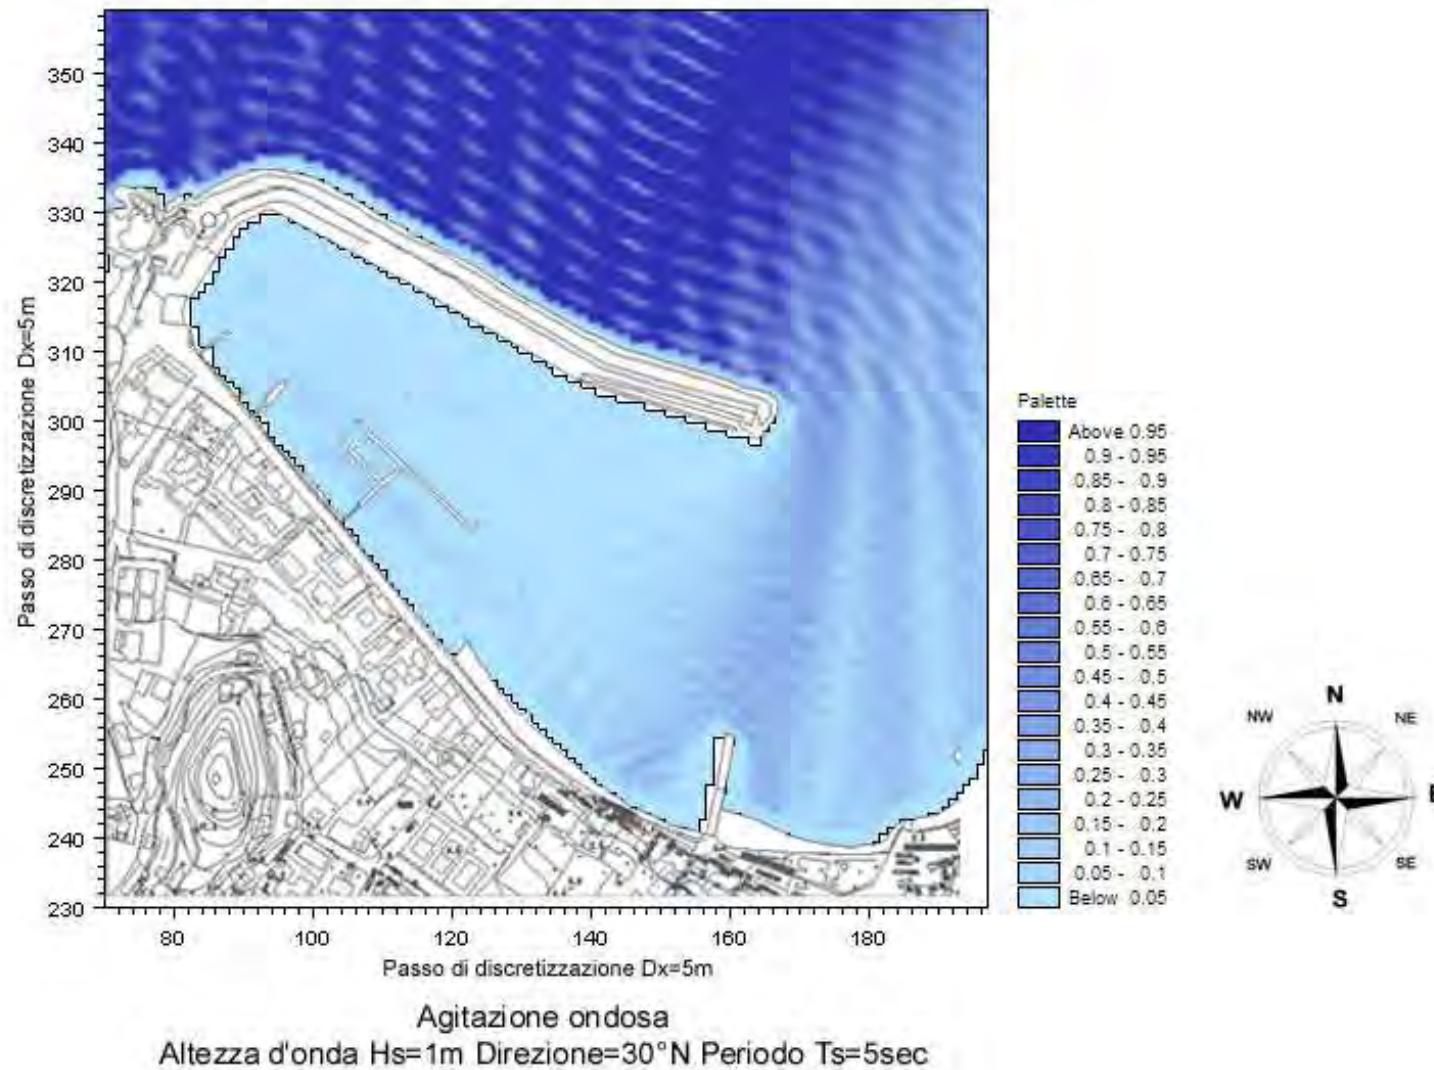 350
340
330
320
310
300
290
280
270
260
250
240
230
Passo di discretizzazione Dx=5m
80
100
120
140
160
180
Passo di discretizzazione Dx=5m
Palette
Above 0.95
0.9 - 0.95
0.85 - 0.9
0.8 - 0.85
0.75 - 0.8
0.7 - 0.75
0.65 - 0.7
0.6 - 0.65
0.55 - 0.6
0.5 - 0.55
0.45 - 0.5
0.4 - 0.45
0.35 - 0.4
0.3 - 0.35
0.25 - 0.3
0.2 - 0.25
0.15 - 0.2
0.1 - 0.15
0.05 - 0.1
Below 0.05
N
NW
NE
W
E
SW
SE
S
Agitazione ondosa
Altezza d'onda Hs=1m Direzione=30°N Periodo Ts=5sec